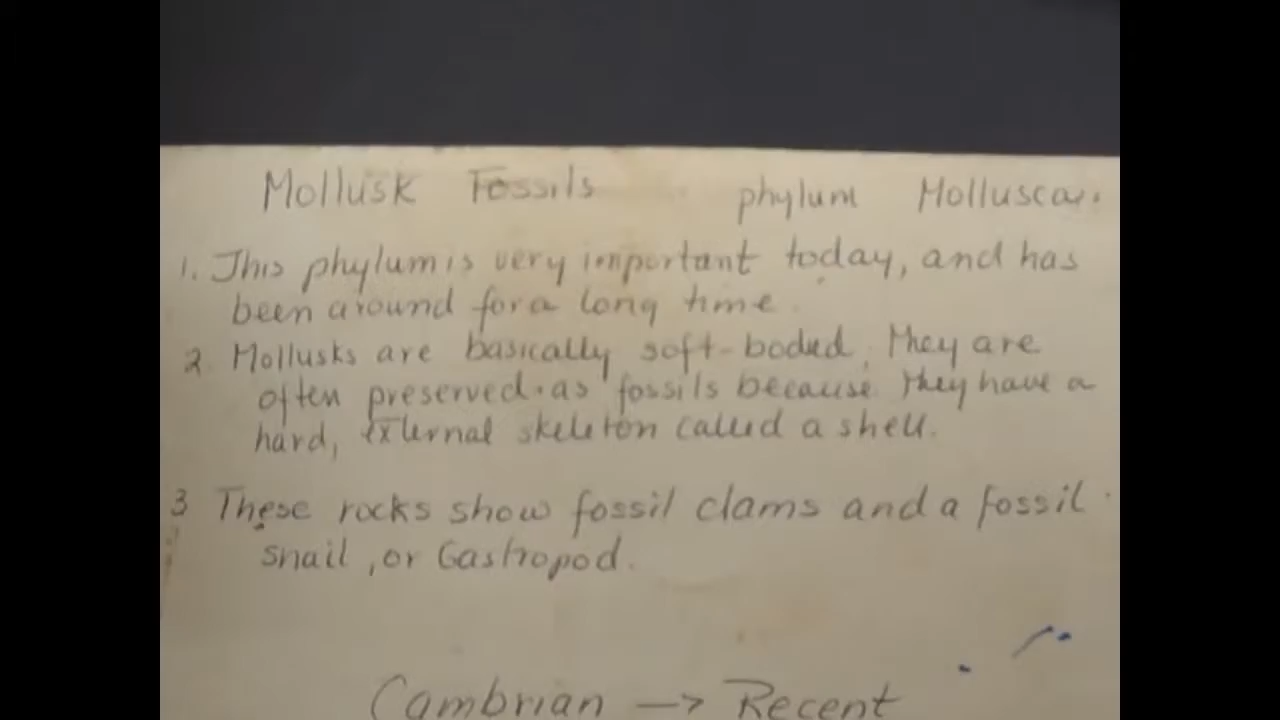 Mollusk Fossils phylum Mollusca.
1. This phylum is very important today, and has
been around for a long time.
2. Mollusks are basically soft-bodied. They are
often preserved as fossils because they have a
hard, external skeleton called a shell.
3 These rocks show fossil clams and a fossil
snail, or Gastropod.
Cambrian → Recent